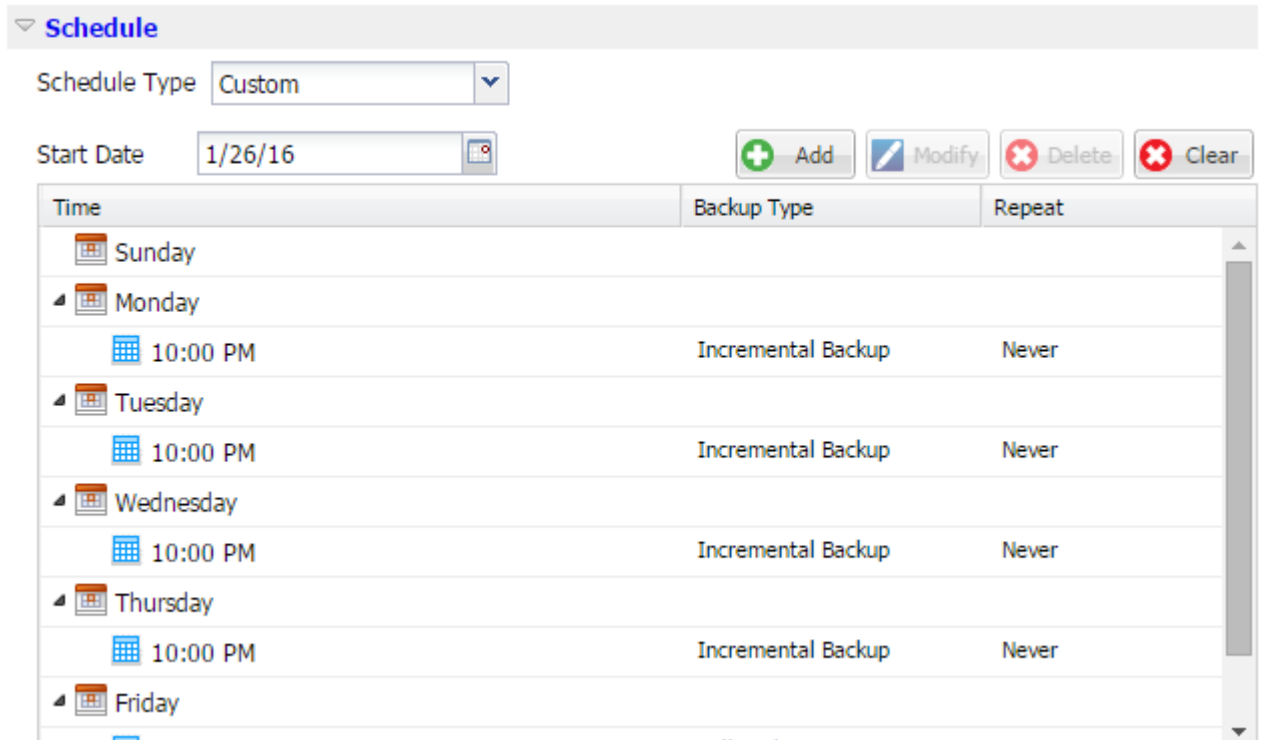 Schedule
Schedule Type Custom
Start Date 1/26/16 Add Modify Delete Clear
Time Backup Type Repeat
Sunday
Monday
10:00 PM Incremental Backup Never
Tuesday
10:00 PM Incremental Backup Never
Wednesday
10:00 PM Incremental Backup Never
Thursday
10:00 PM Incremental Backup Never
Friday